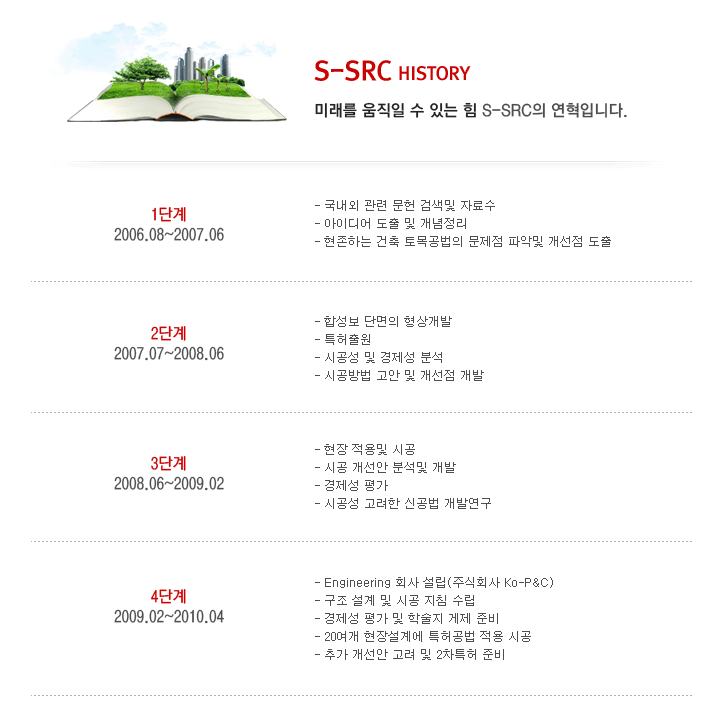 S-SRC HISTORY
미래를 움직일 수 있는 힘 S-SRC의 연혁입니다.
1단계
2006.08~2007.06
- 국내외 관련 문헌 검색및 자료수
- 아이디어 도출 및 개념정리
- 현존하는 건축 토목공법의 문제점 파악및 개선점 도출
2단계
2007.07~2008.06
- 합성보 단면의 형상개발
- 특허출원
- 시공성 및 경제성 분석
- 시공방법 고안 및 개선점 개발
3단계
2008.06~2009.02
- 현장 적용및 시공
- 시공 개선안 분석및 개발
- 경제성 평가
- 시공성 고려한 신공법 개발연구
4단계
2009.02~2010.04
- Engineering 회사 설립(주식회사 Ko-P&C)
- 구조 설계 및 시공 지침 수립
- 경제성 평가 및 학술지 게제 준비
- 20여개 현장설계에 특허공법 적용 시공
- 추가 개선안 고려 및 2차특허 준비